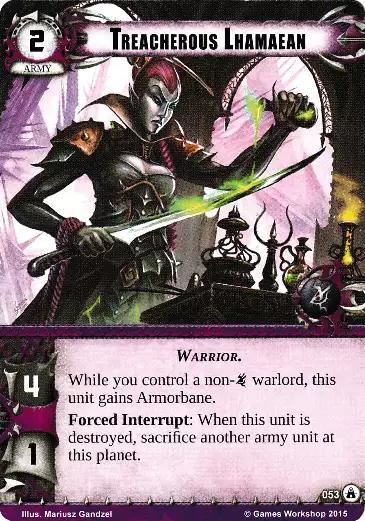 2
ARMY
TREACHEROUS LHAMAEAN
WARRIOR.
While you control a non- warlord, this
unit gains Armorbane.
Forced Interrupt: When this unit is
destroyed, sacrifice another army unit at
this planet.
4
1
053
Illus. Mariusz Gandzel
© Games Workshop 2015